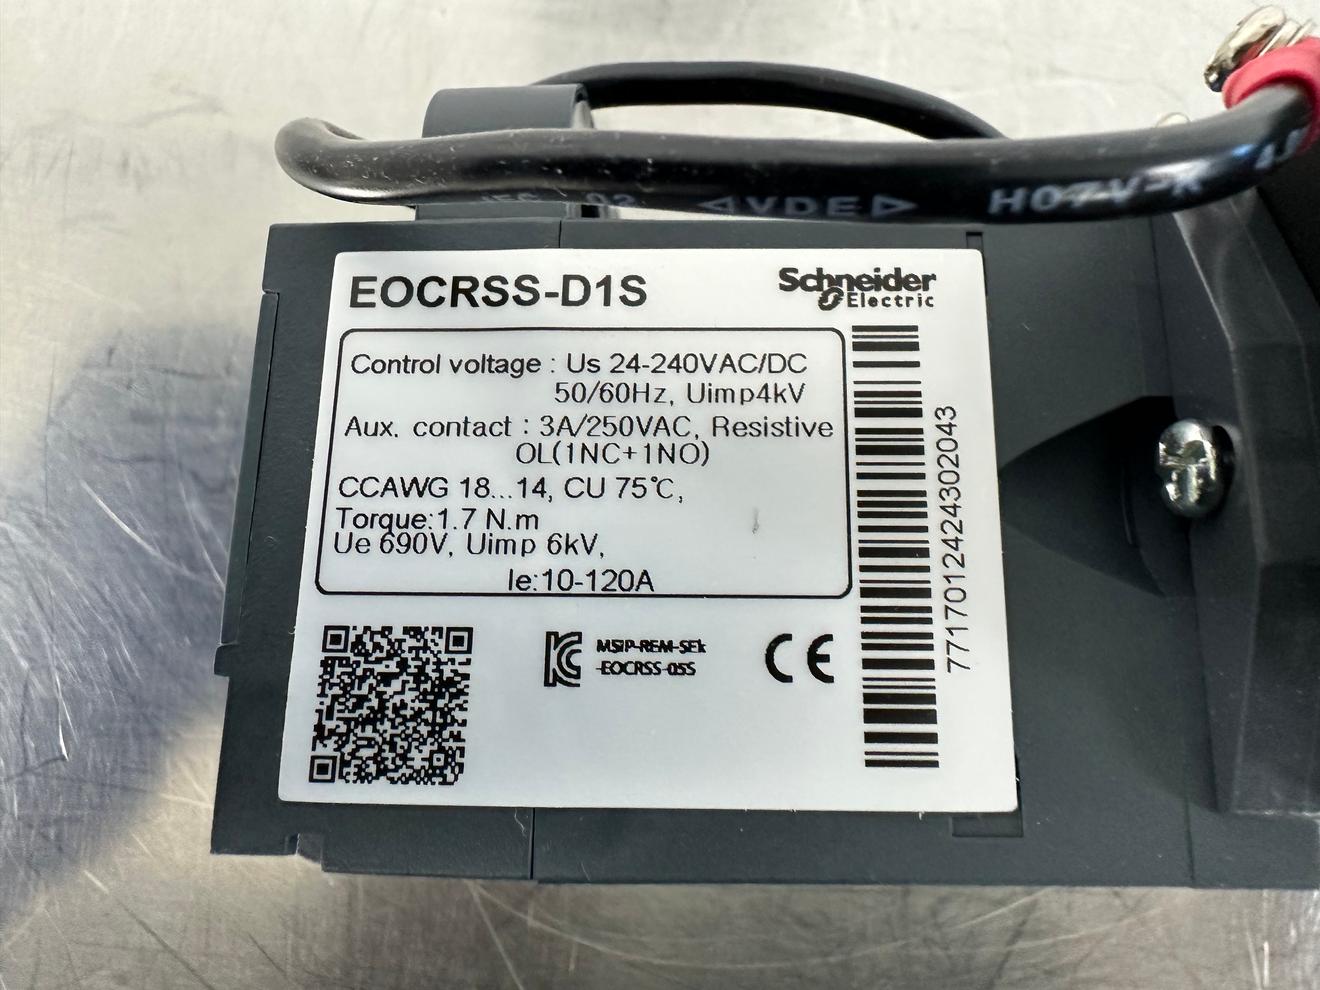 IEC 02 ◁VDE▷ H07V-K
EOCRSS-D1S
Schneider
Electric
Control voltage : Us 24-240VAC/DC
50/60Hz, Uimp4kV
Aux. contact : 3A/250VAC, Resistive
OL(1NC+1NO)
CCAWG 18...14, CU 75℃,
Torque:1.7 N.m
Ue 690V, Uimp 6kV,
Ie:10-120A
MSIP-REM-SEk
-EOCRSS-05S
CE
7717012424302043